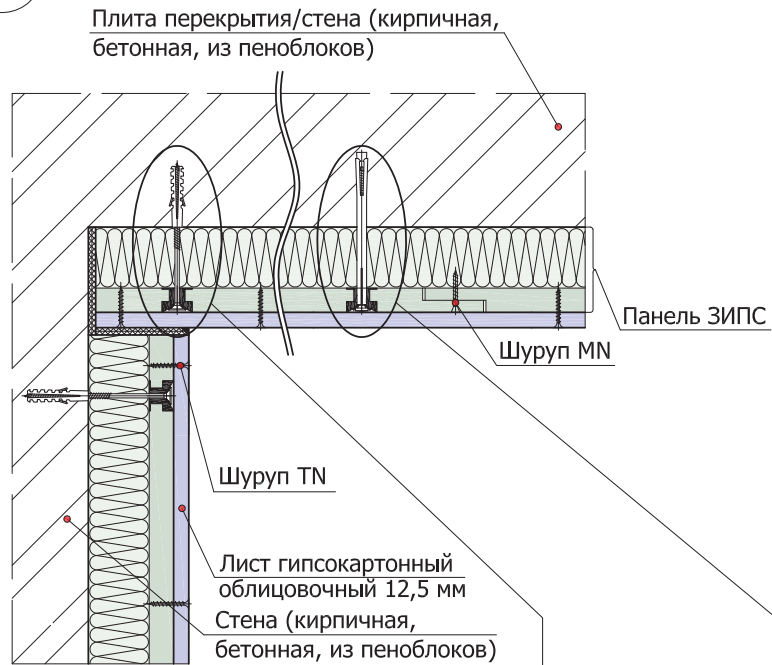 Плита перекрытия/стена (кирпичная,
бетонная, из пеноблоков)
Панель ЗИПС
Шуруп MN
Шуруп TN
Лист гипсокартонный
облицовочный 12,5 мм
Стена (кирпичная,
бетонная, из пеноблоков)